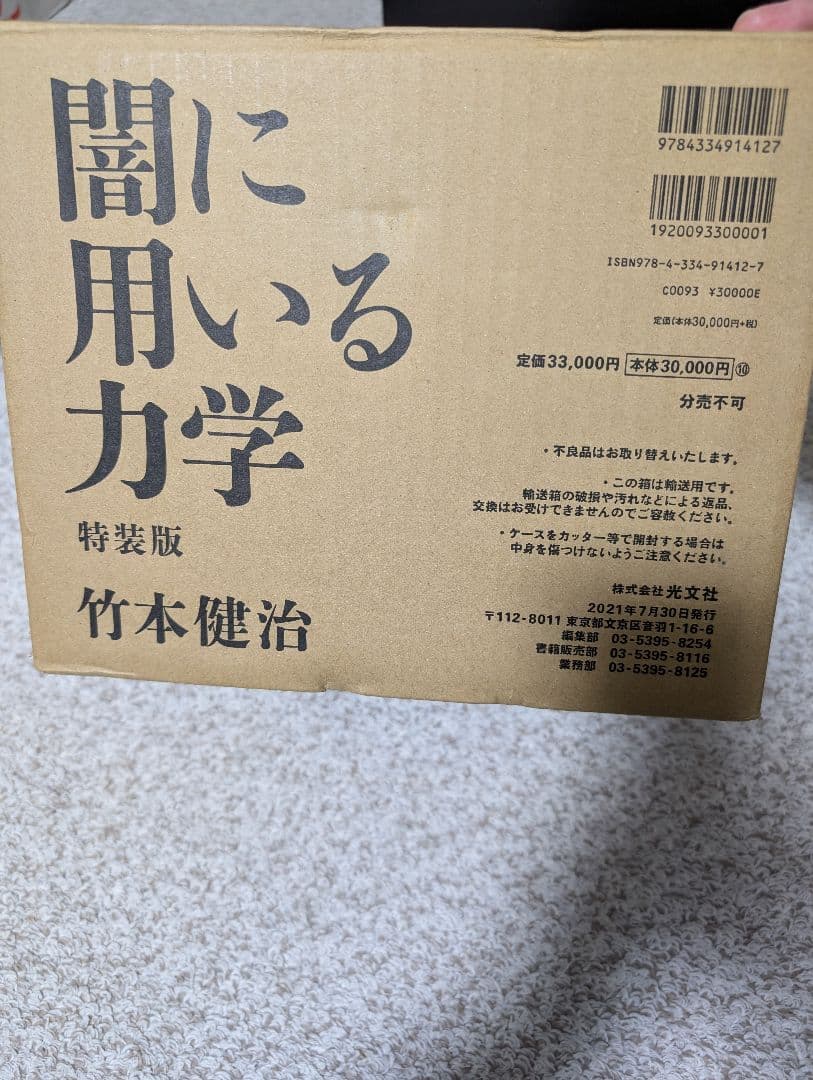 闇に
用いる
力学
特装版
竹本健治
9784334914127
1920093300001
ISBN978-4-334-91412-7
C0093 ¥30000E
定価(本体30,000円+税)
定価33,000円 本体30,000円 ⑩
分売不可
・不良品はお取り替えいたします。
・この箱は輸送用です。
輸送箱の破損や汚れなどによる返品、
交換はお受けできませんのでご容赦ください。
・ケースをカッター等で開封する場合は
中身を傷つけないようご注意ください。
株式会社 光文社
2021年7月30日発行
〒112-8011 東京都文京区音羽1-16-6
編集部 03-5395-8254
書籍販売部 03-5395-8116
業務部 03-5395-8125